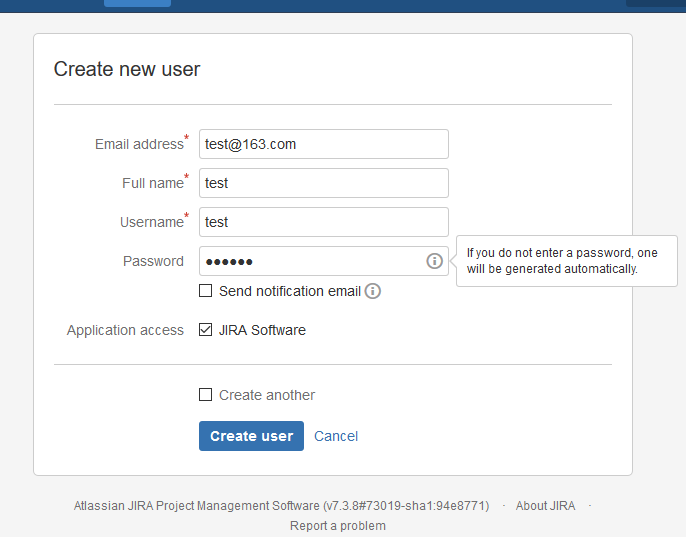 Create new user
Email address*
test@163.com
Full name*
test
Username*
test
Password
●●●●●●
If you do not enter a password, one
will be generated automatically.
Send notification email
Application access
JIRA Software
Create another
Create user
Cancel
Atlassian JIRA Project Management Software (v7.3.8#73019-sha1:94e8771) · About JIRA ·
Report a problem